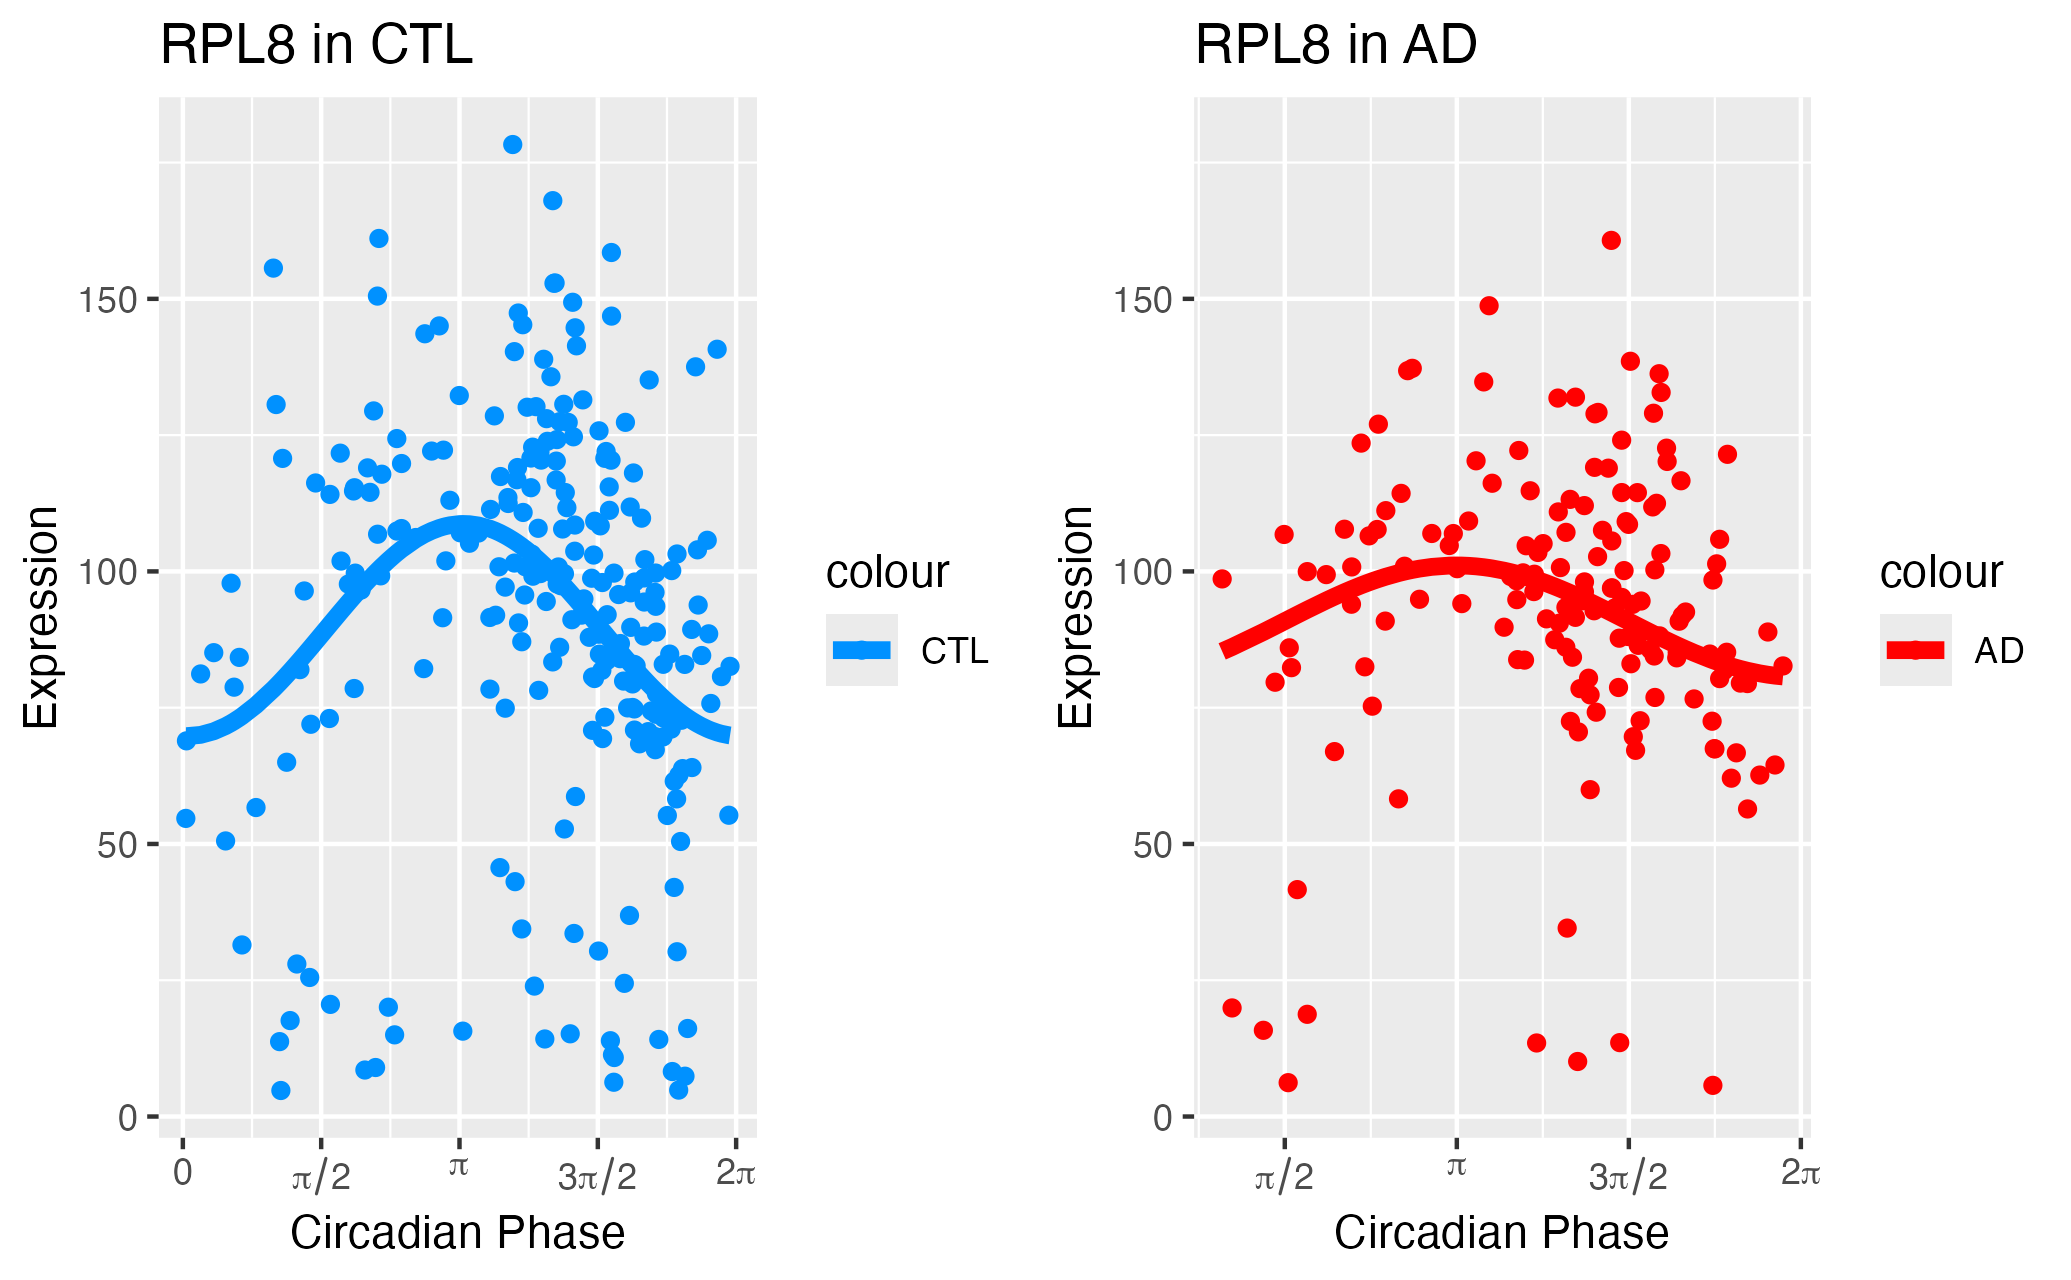 RPL8 in CTL
Expression
150
100
50
0
0 π/2 π 3π/2 2π
Circadian Phase
colour
CTL
RPL8 in AD
Expression
150
100
50
0
π/2 π 3π/2 2π
Circadian Phase
colour
AD